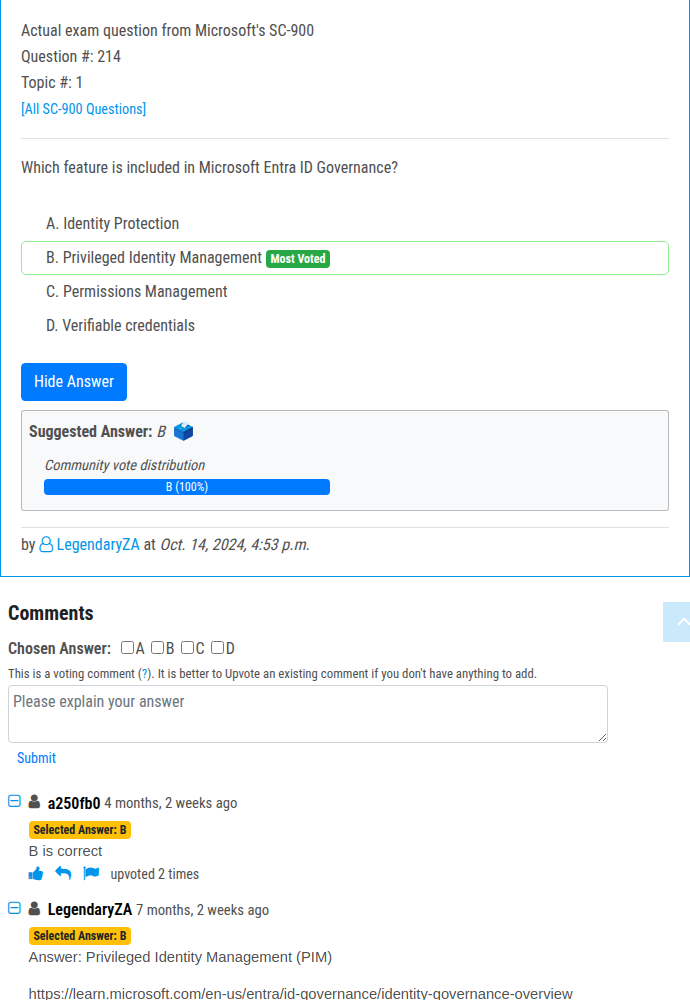 Actual exam question from Microsoft's SC-900
Question #: 214
Topic #: 1
[All SC-900 Questions]
Which feature is included in Microsoft Entra ID Governance?
A. Identity Protection
B. Privileged Identity Management Most Voted
C. Permissions Management
D. Verifiable credentials
Hide Answer
Suggested Answer: B
Community vote distribution
B (100%)
by LegendaryZA at Oct. 14, 2024, 4:53 p.m.
Comments
Chosen Answer: A B C D
This is a voting comment (?). It is better to Upvote an existing comment if you don't have anything to add.
Please explain your answer
Submit
a250fb0 4 months, 2 weeks ago
Selected Answer: B
B is correct
upvoted 2 times
LegendaryZA 7 months, 2 weeks ago
Selected Answer: B
Answer: Privileged Identity Management (PIM)
https://learn.microsoft.com/en-us/entra/id-governance/identity-governance-overview